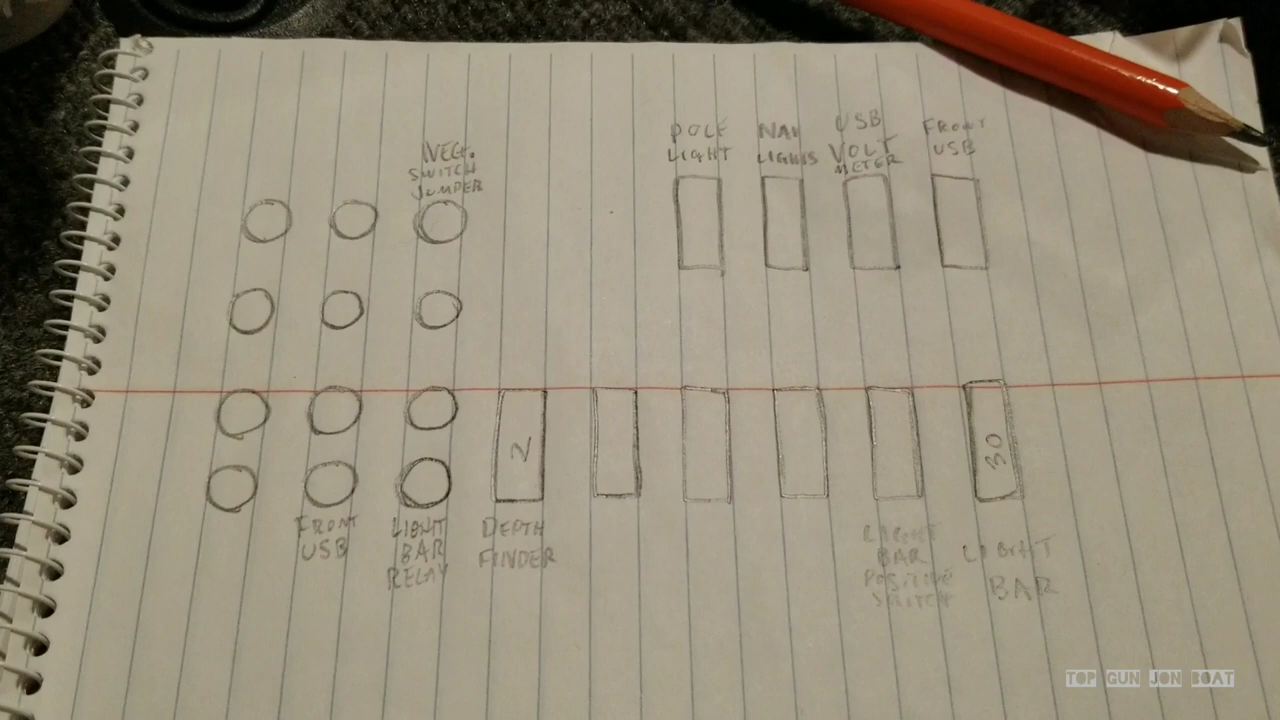 NEG.
SWITCH
JUMPER
POLE
LIGHT
NAV
LIGHTS
USB
VOLT
METER
FRONT
USB
2
30
FRONT
USB
LIGHT
BAR
RELAY
DEPTH
FINDER
LIGHT
BAR
POSITIVE
SWITCH
LIGHT
BAR
TOP GUN JON BOAT